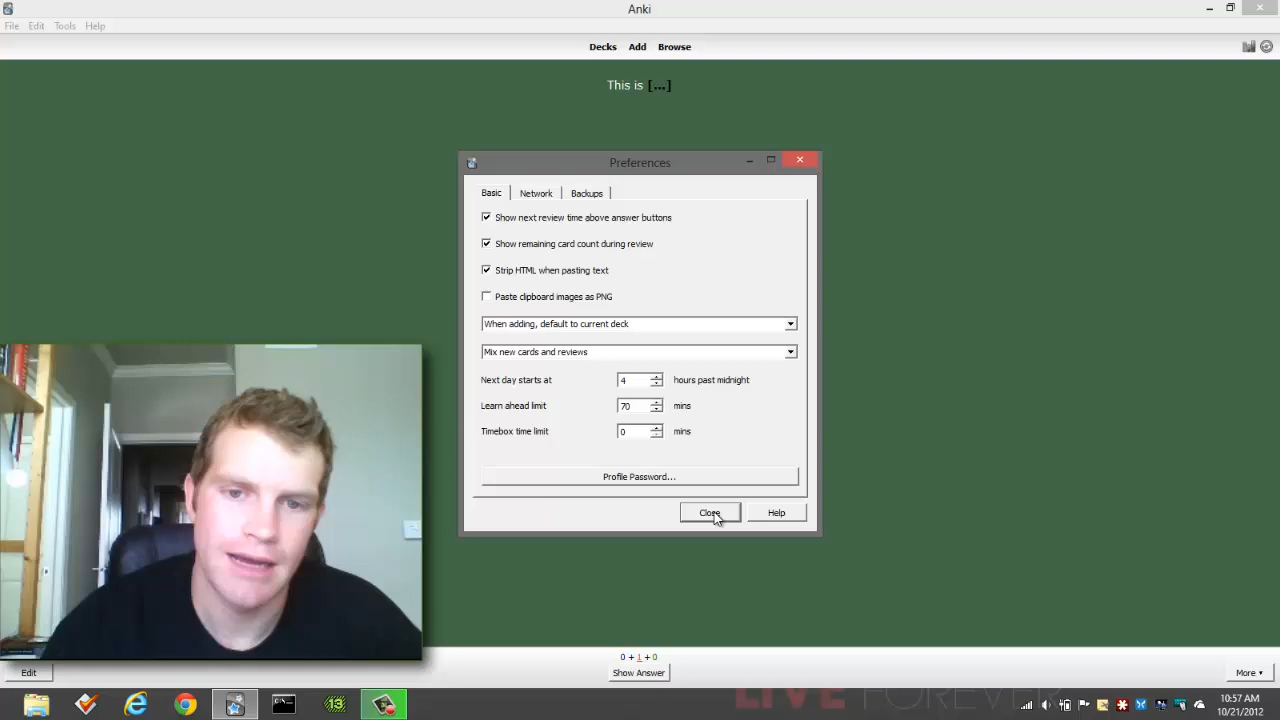 Anki
File Edit Tools Help
Decks Add Browse
This is [...]
Preferences
Basic Network Backups
Show next review time above answer buttons
Show remaining card count during review
Strip HTML when pasting text
Paste clipboard images as PNG
When adding, default to current deck
Mix new cards and reviews
Next day starts at 4 hours past midnight
Learn ahead limit 70 mins
Timebox time limit 0 mins
Profile Password...
Close Help
0 + 1 + 0
Edit Show Answer More
LIVE FOREVER
13
10:57 AM
10/21/2012